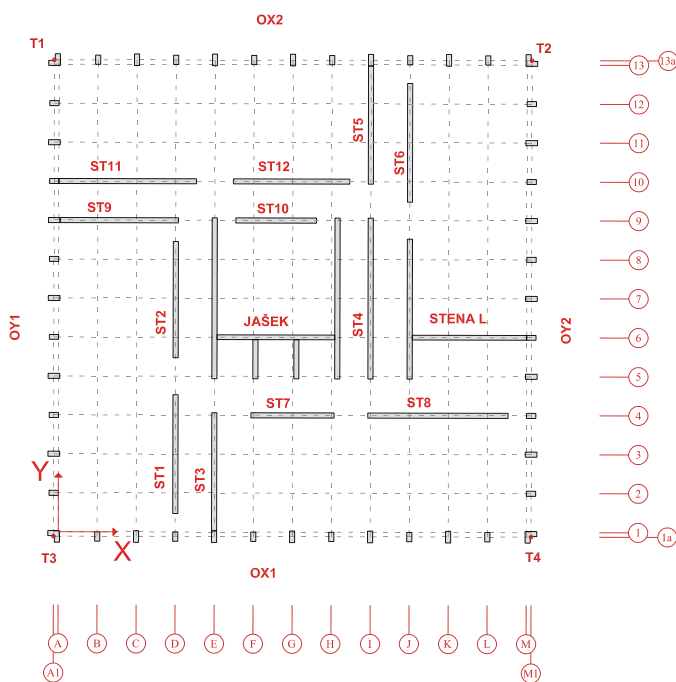 OX2
T1
T2
13
13a
12
ST5
11
ST6
ST11
ST12
10
ST9
ST10
9
8
7
OY1
ST2
JAŠEK
ST4
STENA L
OY2
6
5
ST7
ST8
4
3
Y
ST1
ST3
2
X
1
1a
T3
OX1
T4
A
B
C
D
E
F
G
H
I
J
K
L
M
A1
M1